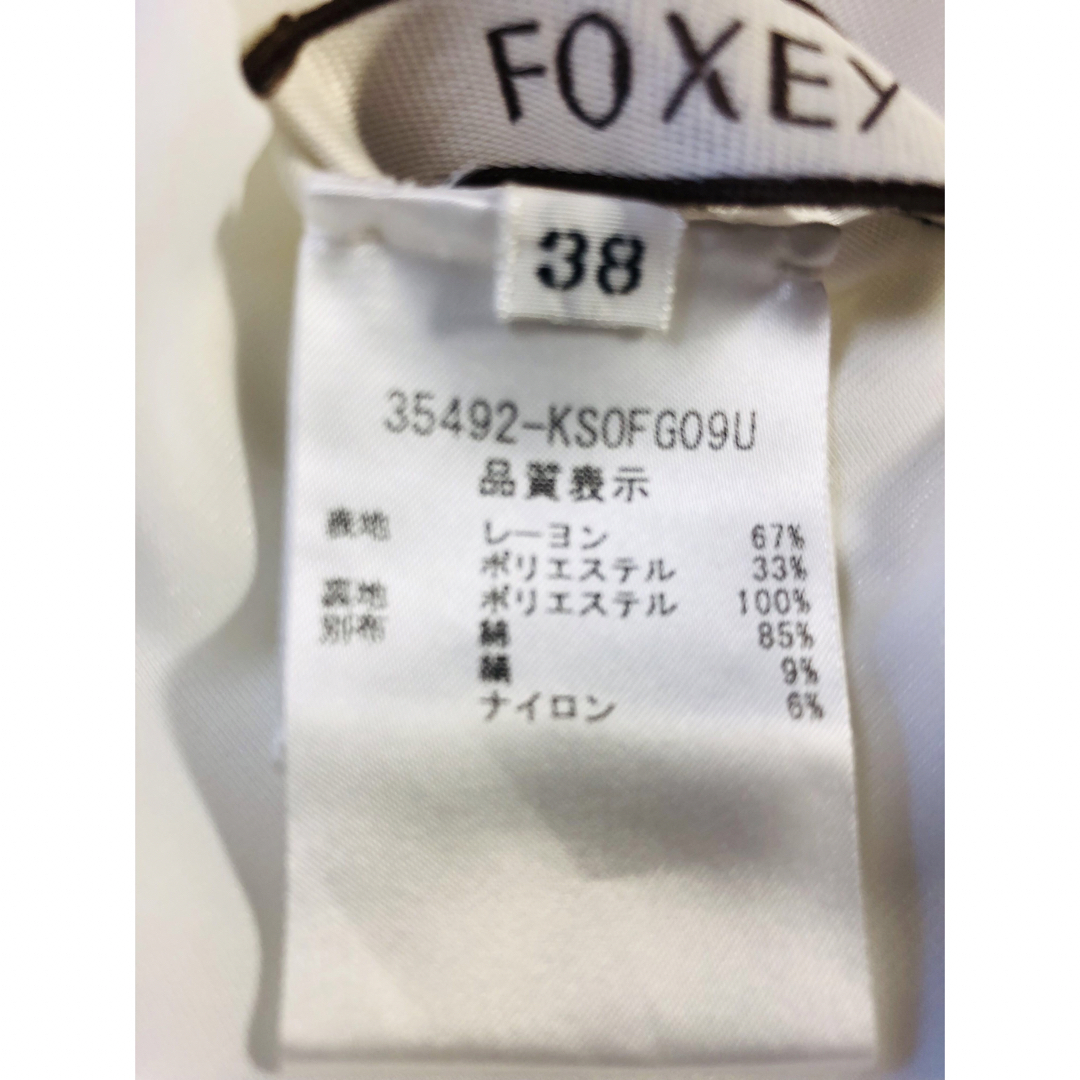 FOXEY
38
35492-KS0FG09U
品質表示
表地 レーヨン 67%
ポリエステル 33%
裏地 ポリエステル 100%
別布 綿 85%
絹 9%
ナイロン 6%